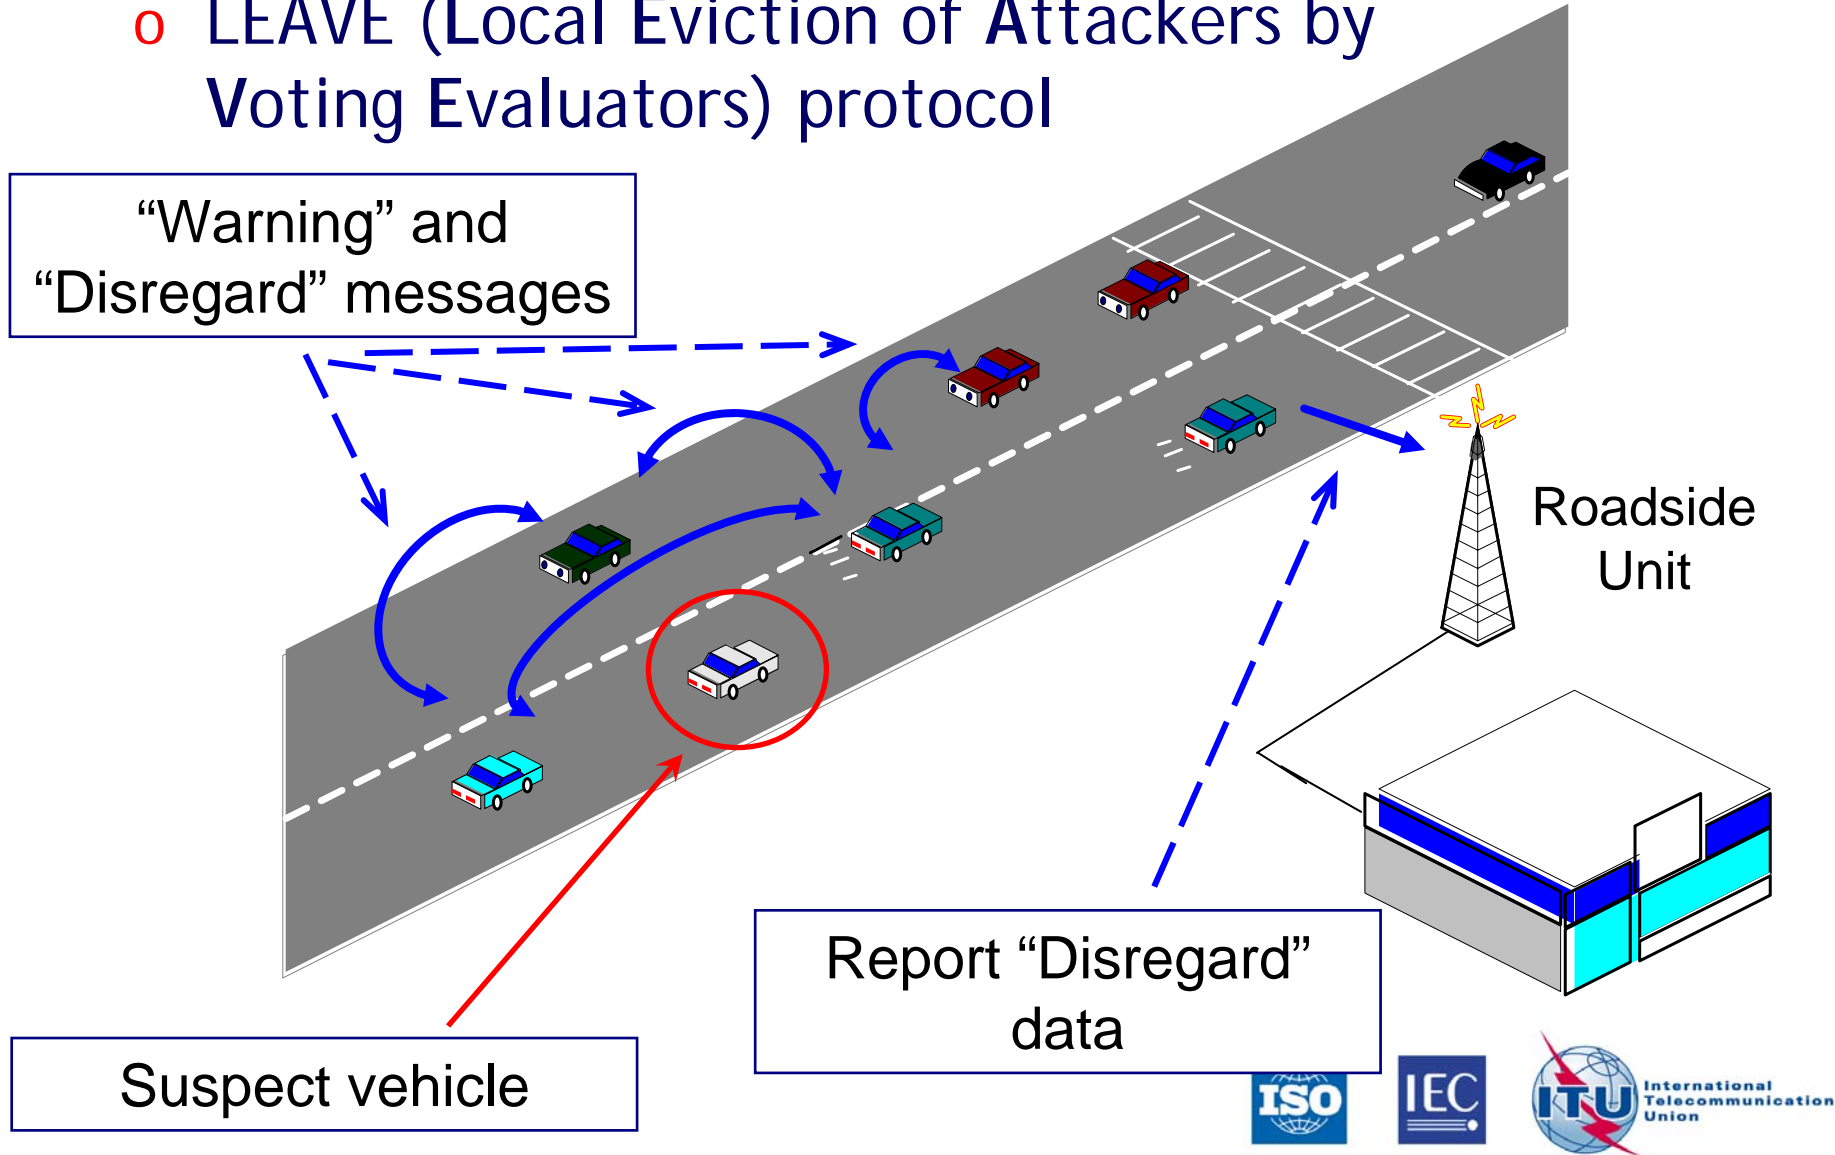 o LEAVE (Local Eviction of Attackers by
Voting Evaluators) protocol
“Warning” and
“Disregard” messages
Roadside
Unit
Report “Disregard”
data
Suspect vehicle
ISO
IEC
ITU
International
Telecommunication
Union